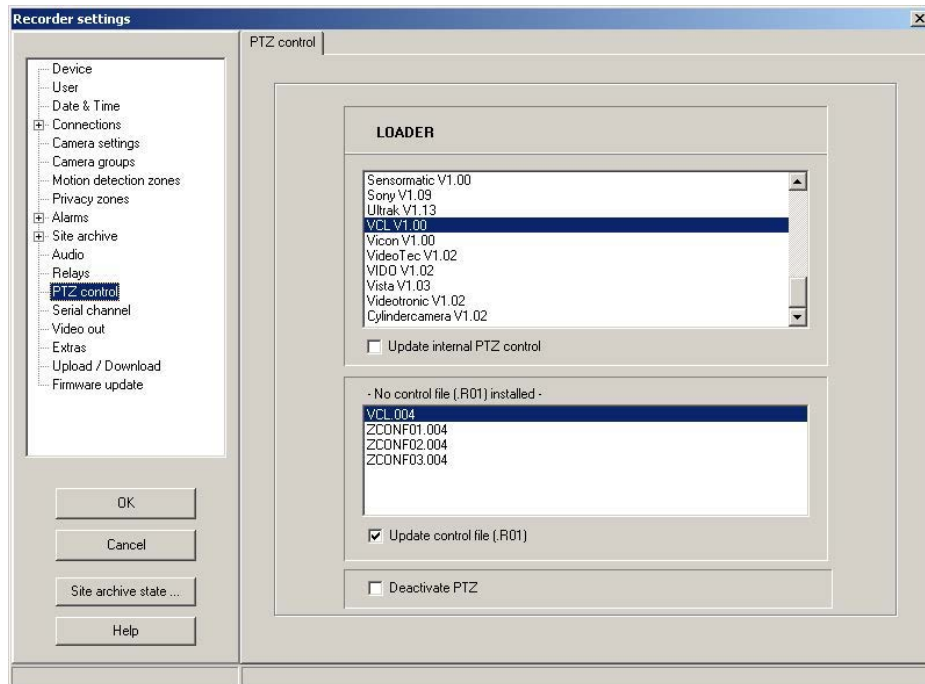 Recorder settings
PTZ control
Device
User
Date & Time
Connections
Camera settings
Camera groups
Motion detection zones
Privacy zones
Alarms
Site archive
Audio
Relays
PTZ control
Serial channel
Video out
Extras
Upload / Download
Firmware update
OK
Cancel
Site archive state ...
Help
LOADER
Sensormatic V1.00
Sony V1.09
Ultrak V1.13
VCL V1.00
Vicon V1.00
VideoTec V1.02
VIDO V1.02
Vista V1.03
Videotronic V1.02
Cylindercamera V1.02
Update internal PTZ control
- No control file (.R01) installed -
VCL.004
ZCONF01.004
ZCONF02.004
ZCONF03.004
Update control file (.R01)
Deactivate PTZ